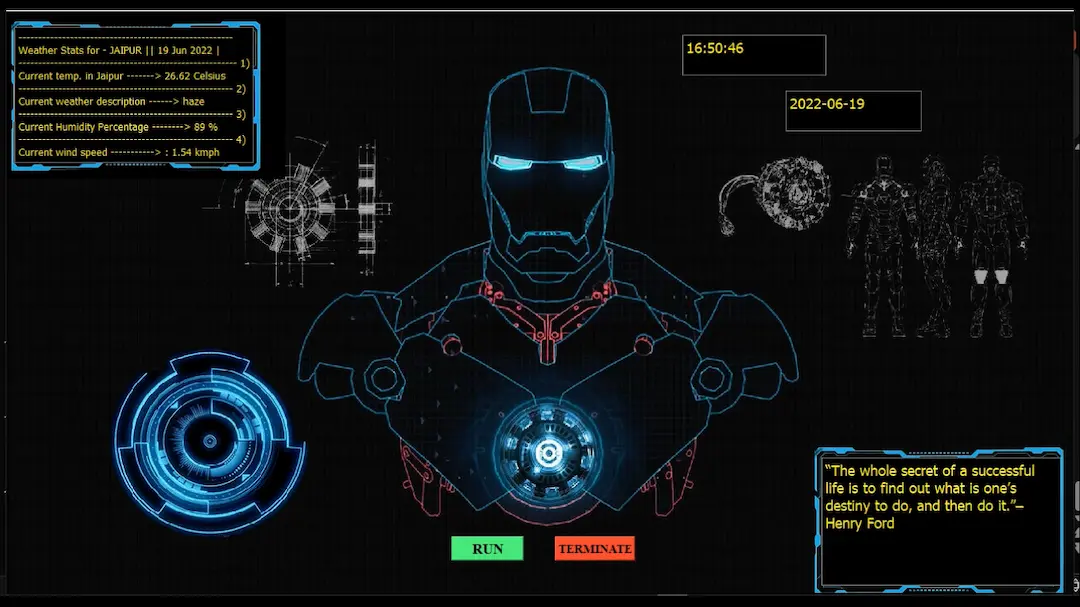 Weather Stats for - JAIPUR || 19 Jun 2022 |
---------------------------------------------------- 1)
Current temp. in Jaipur -------> 26.62 Celsius
---------------------------------------------------- 2)
Current weather description ------> haze
---------------------------------------------------- 3)
Current Humidity Percentage --------> 89 %
---------------------------------------------------- 4)
Current wind speed -----------> : 1.54 kmph
16:50:46
2022-06-19
RUN
TERMINATE
“The whole secret of a successful
life is to find out what is one’s
destiny to do, and then do it.”–
Henry Ford